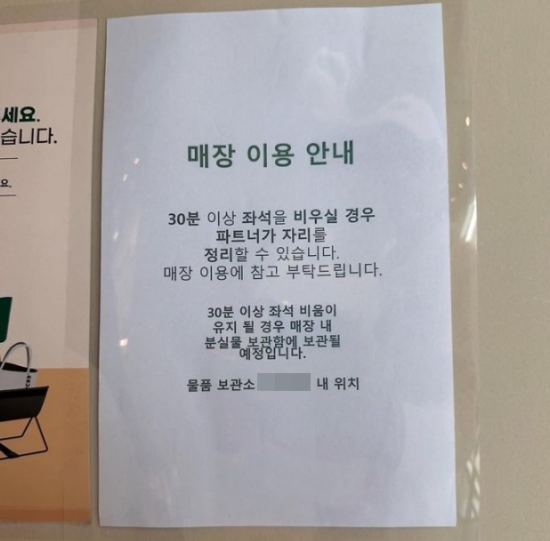 세요.
습니다.
요.
매장 이용 안내
30분 이상 좌석을 비우실 경우
파트너가 자리를
정리할 수 있습니다.
매장 이용에 참고 부탁드립니다.
30분 이상 좌석 비움이
유지 될 경우 매장 내
분실물 보관함에 보관될
예정입니다.
물품 보관소 내 위치